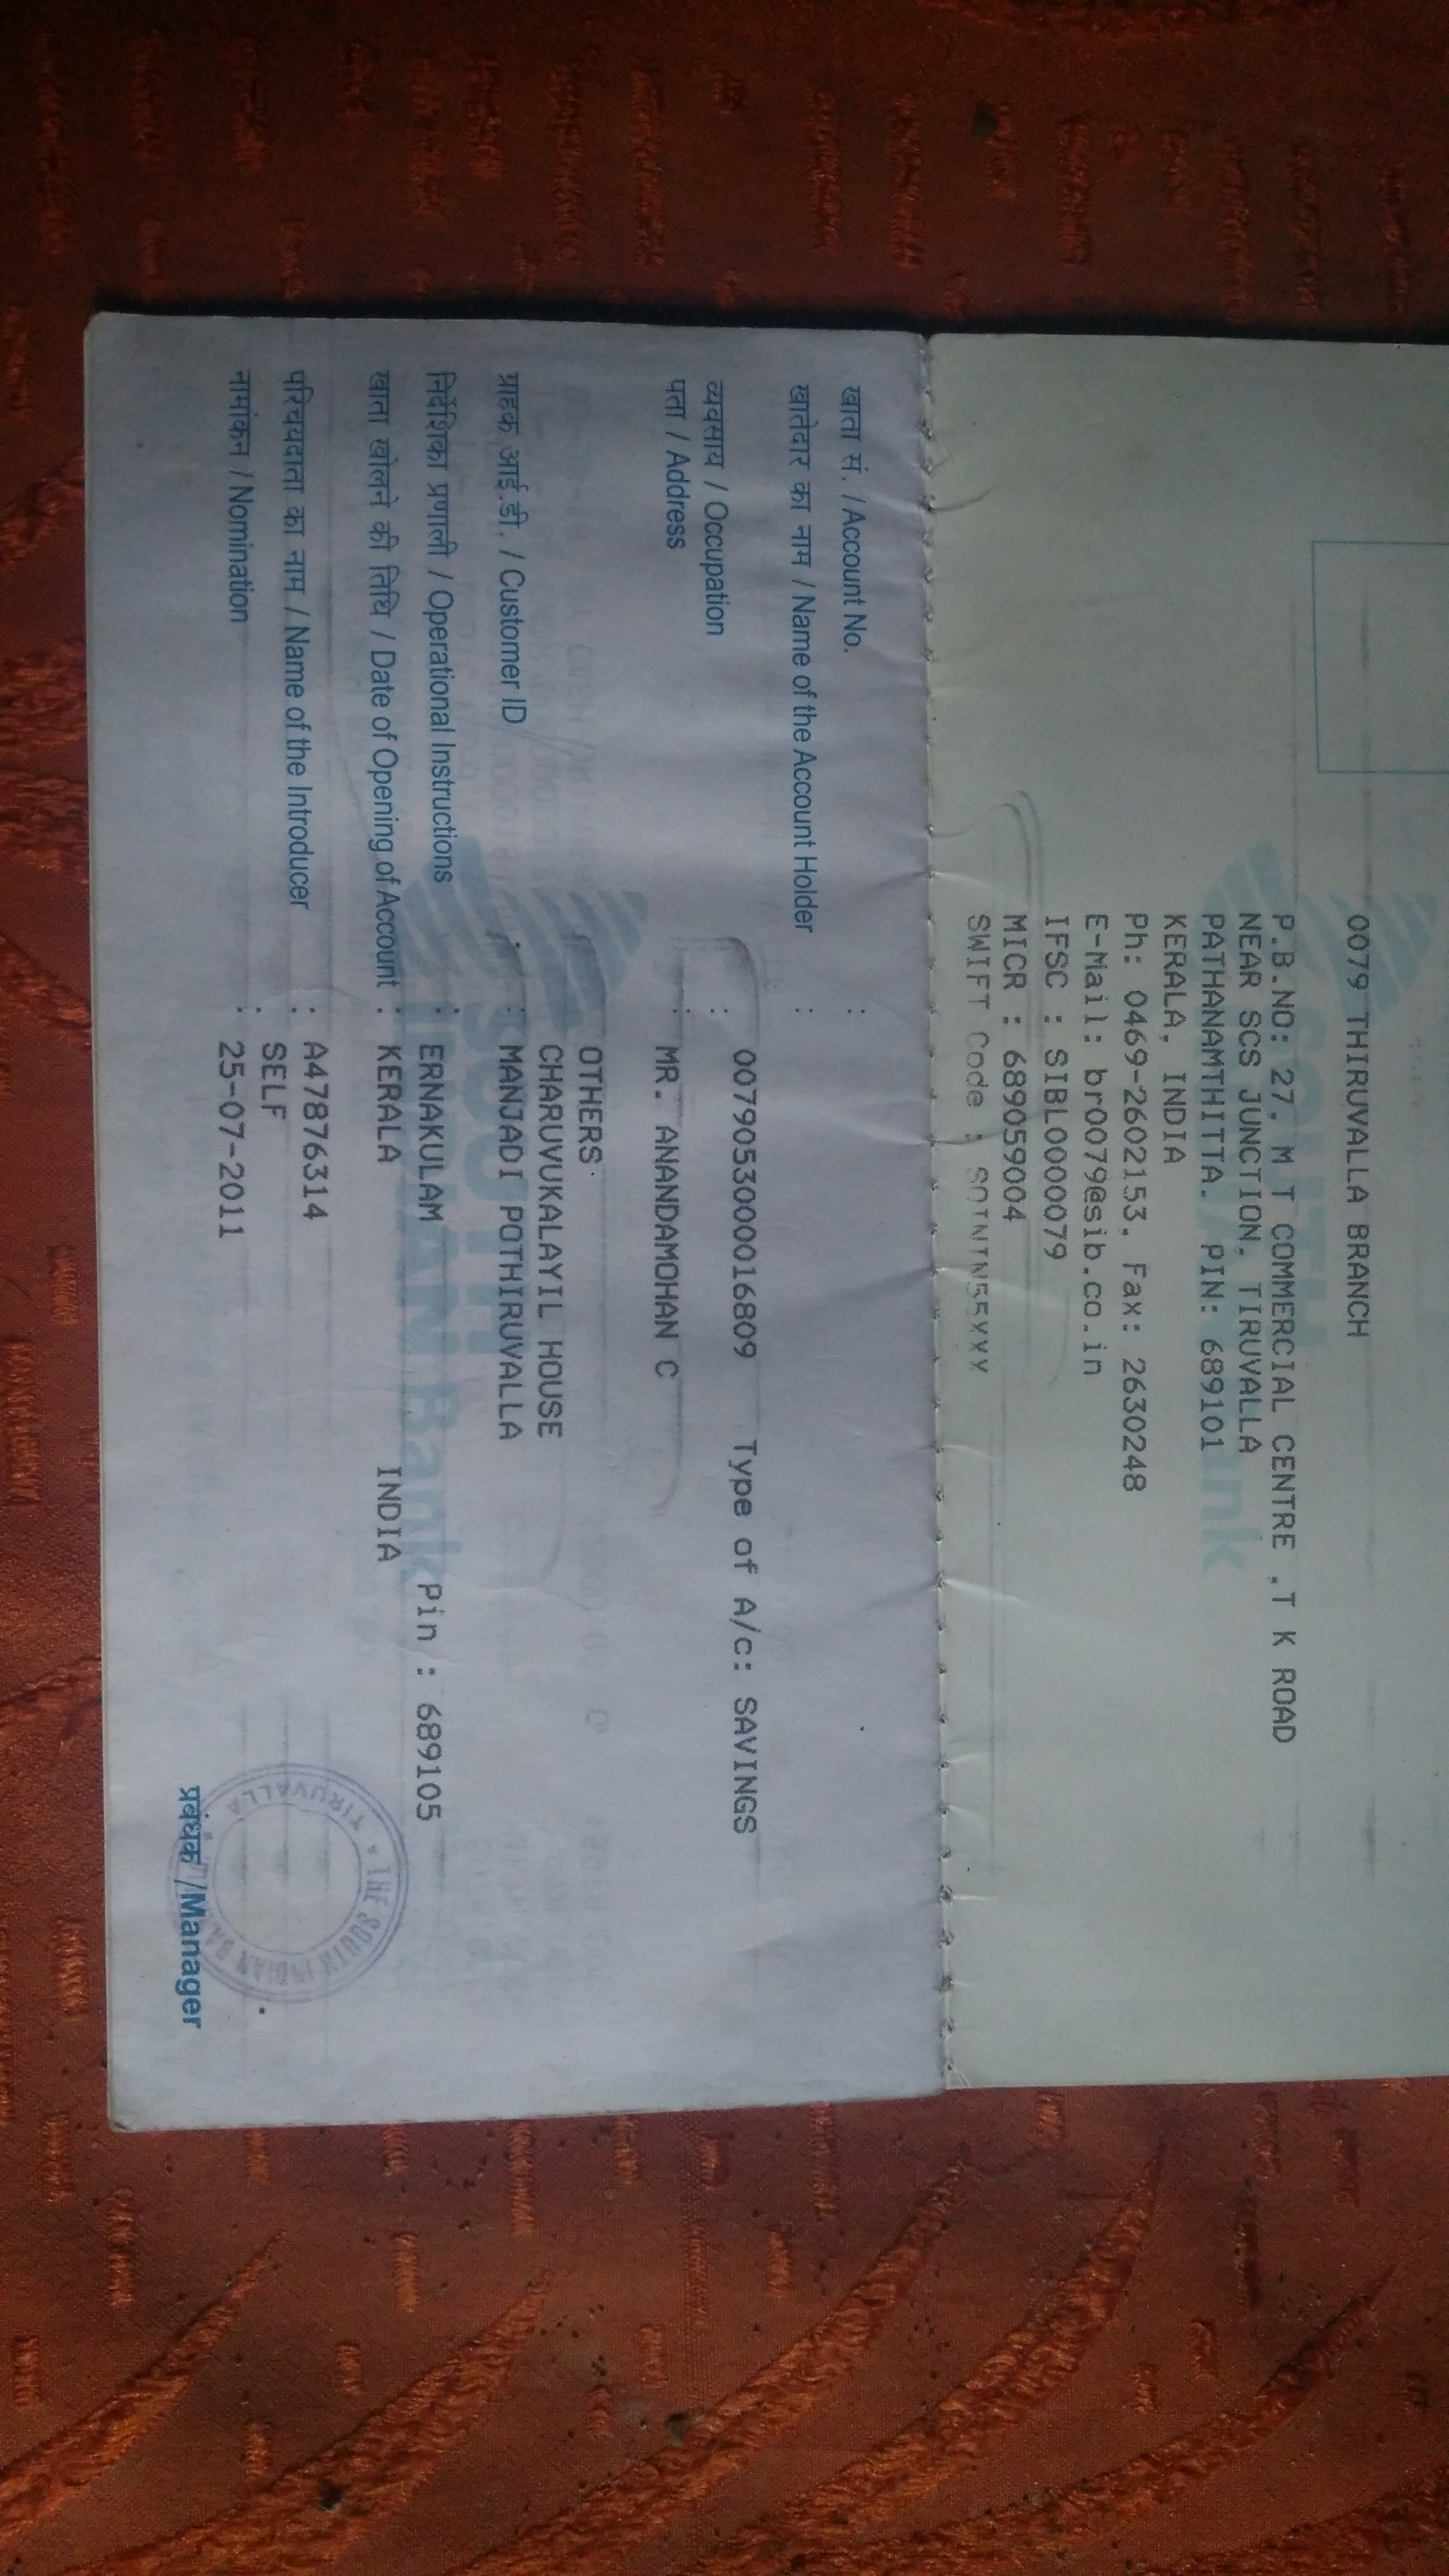 0079 THIRUVALLA BRANCH
P.B.NO: 27, M T COMMERCIAL CENTRE ,T K ROAD
NEAR SCS JUNCTION, TIRUVALLA
PATHANAMTHITTA. PIN: 689101
KERALA, INDIA
Ph: 0469-2602153, Fax: 2630248
E-Mail: br0079@sib.co.in
IFSC : SIBL0000079
MICR : 689059004
SWIFT Code : SOININ55XXX
खाता सं. / Account No. :
खातेदार का नाम / Name of the Account Holder :
0079053000016809 Type of A/c: SAVINGS
व्यवसाय / Occupation :
पता / Address : MR. ANANDAMOHAN C
OTHERS
CHARUVUKALAYIL HOUSE
ग्राहक आई.डी. / Customer ID : MANJADI POTHIRUVALLA
निर्देशिका प्रणाली / Operational Instructions : ERNAKULAM Pin : 689105
खाता खोलने की तिथि / Date of Opening of Account : KERALA INDIA
परिचयदाता का नाम / Name of the Introducer : A47876314
SELF
नामांकन / Nomination : 25-07-2011
SOUTH
INDIAN Bank
TIRUVALLA * THE SOUTH INDIAN
प्रबंधक /Manager